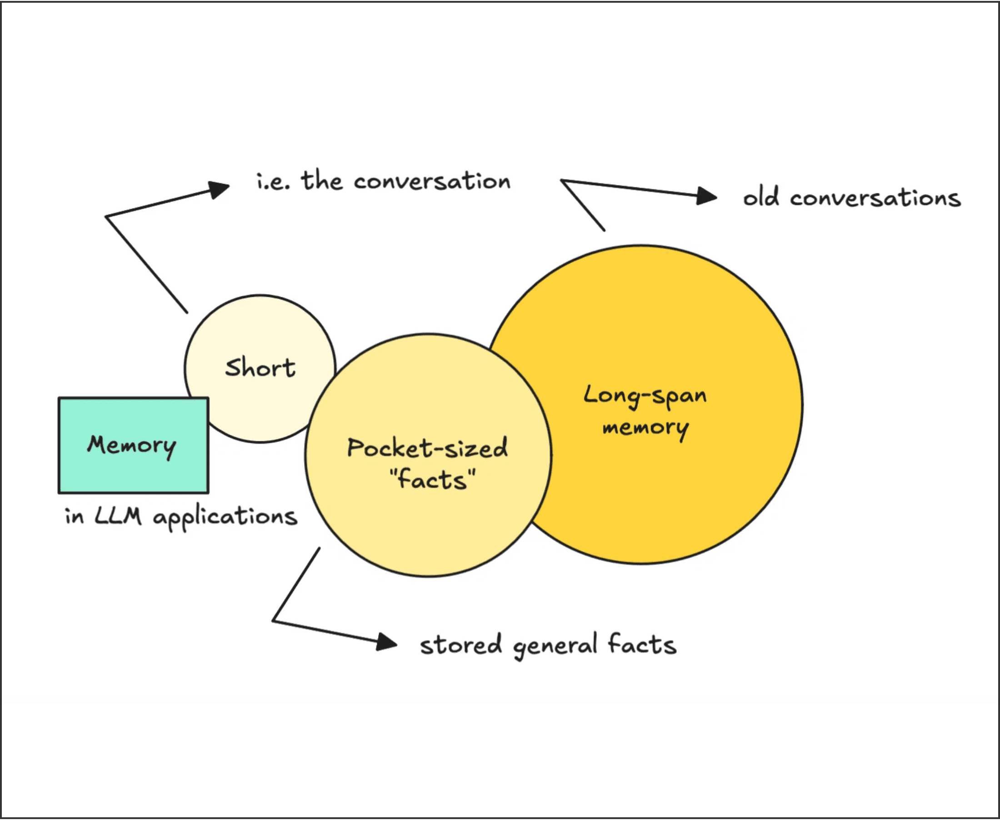 i.e. the conversation
old conversations
Short
Long-span
memory
Memory
Pocket-sized
"facts"
in LLM applications
stored general facts